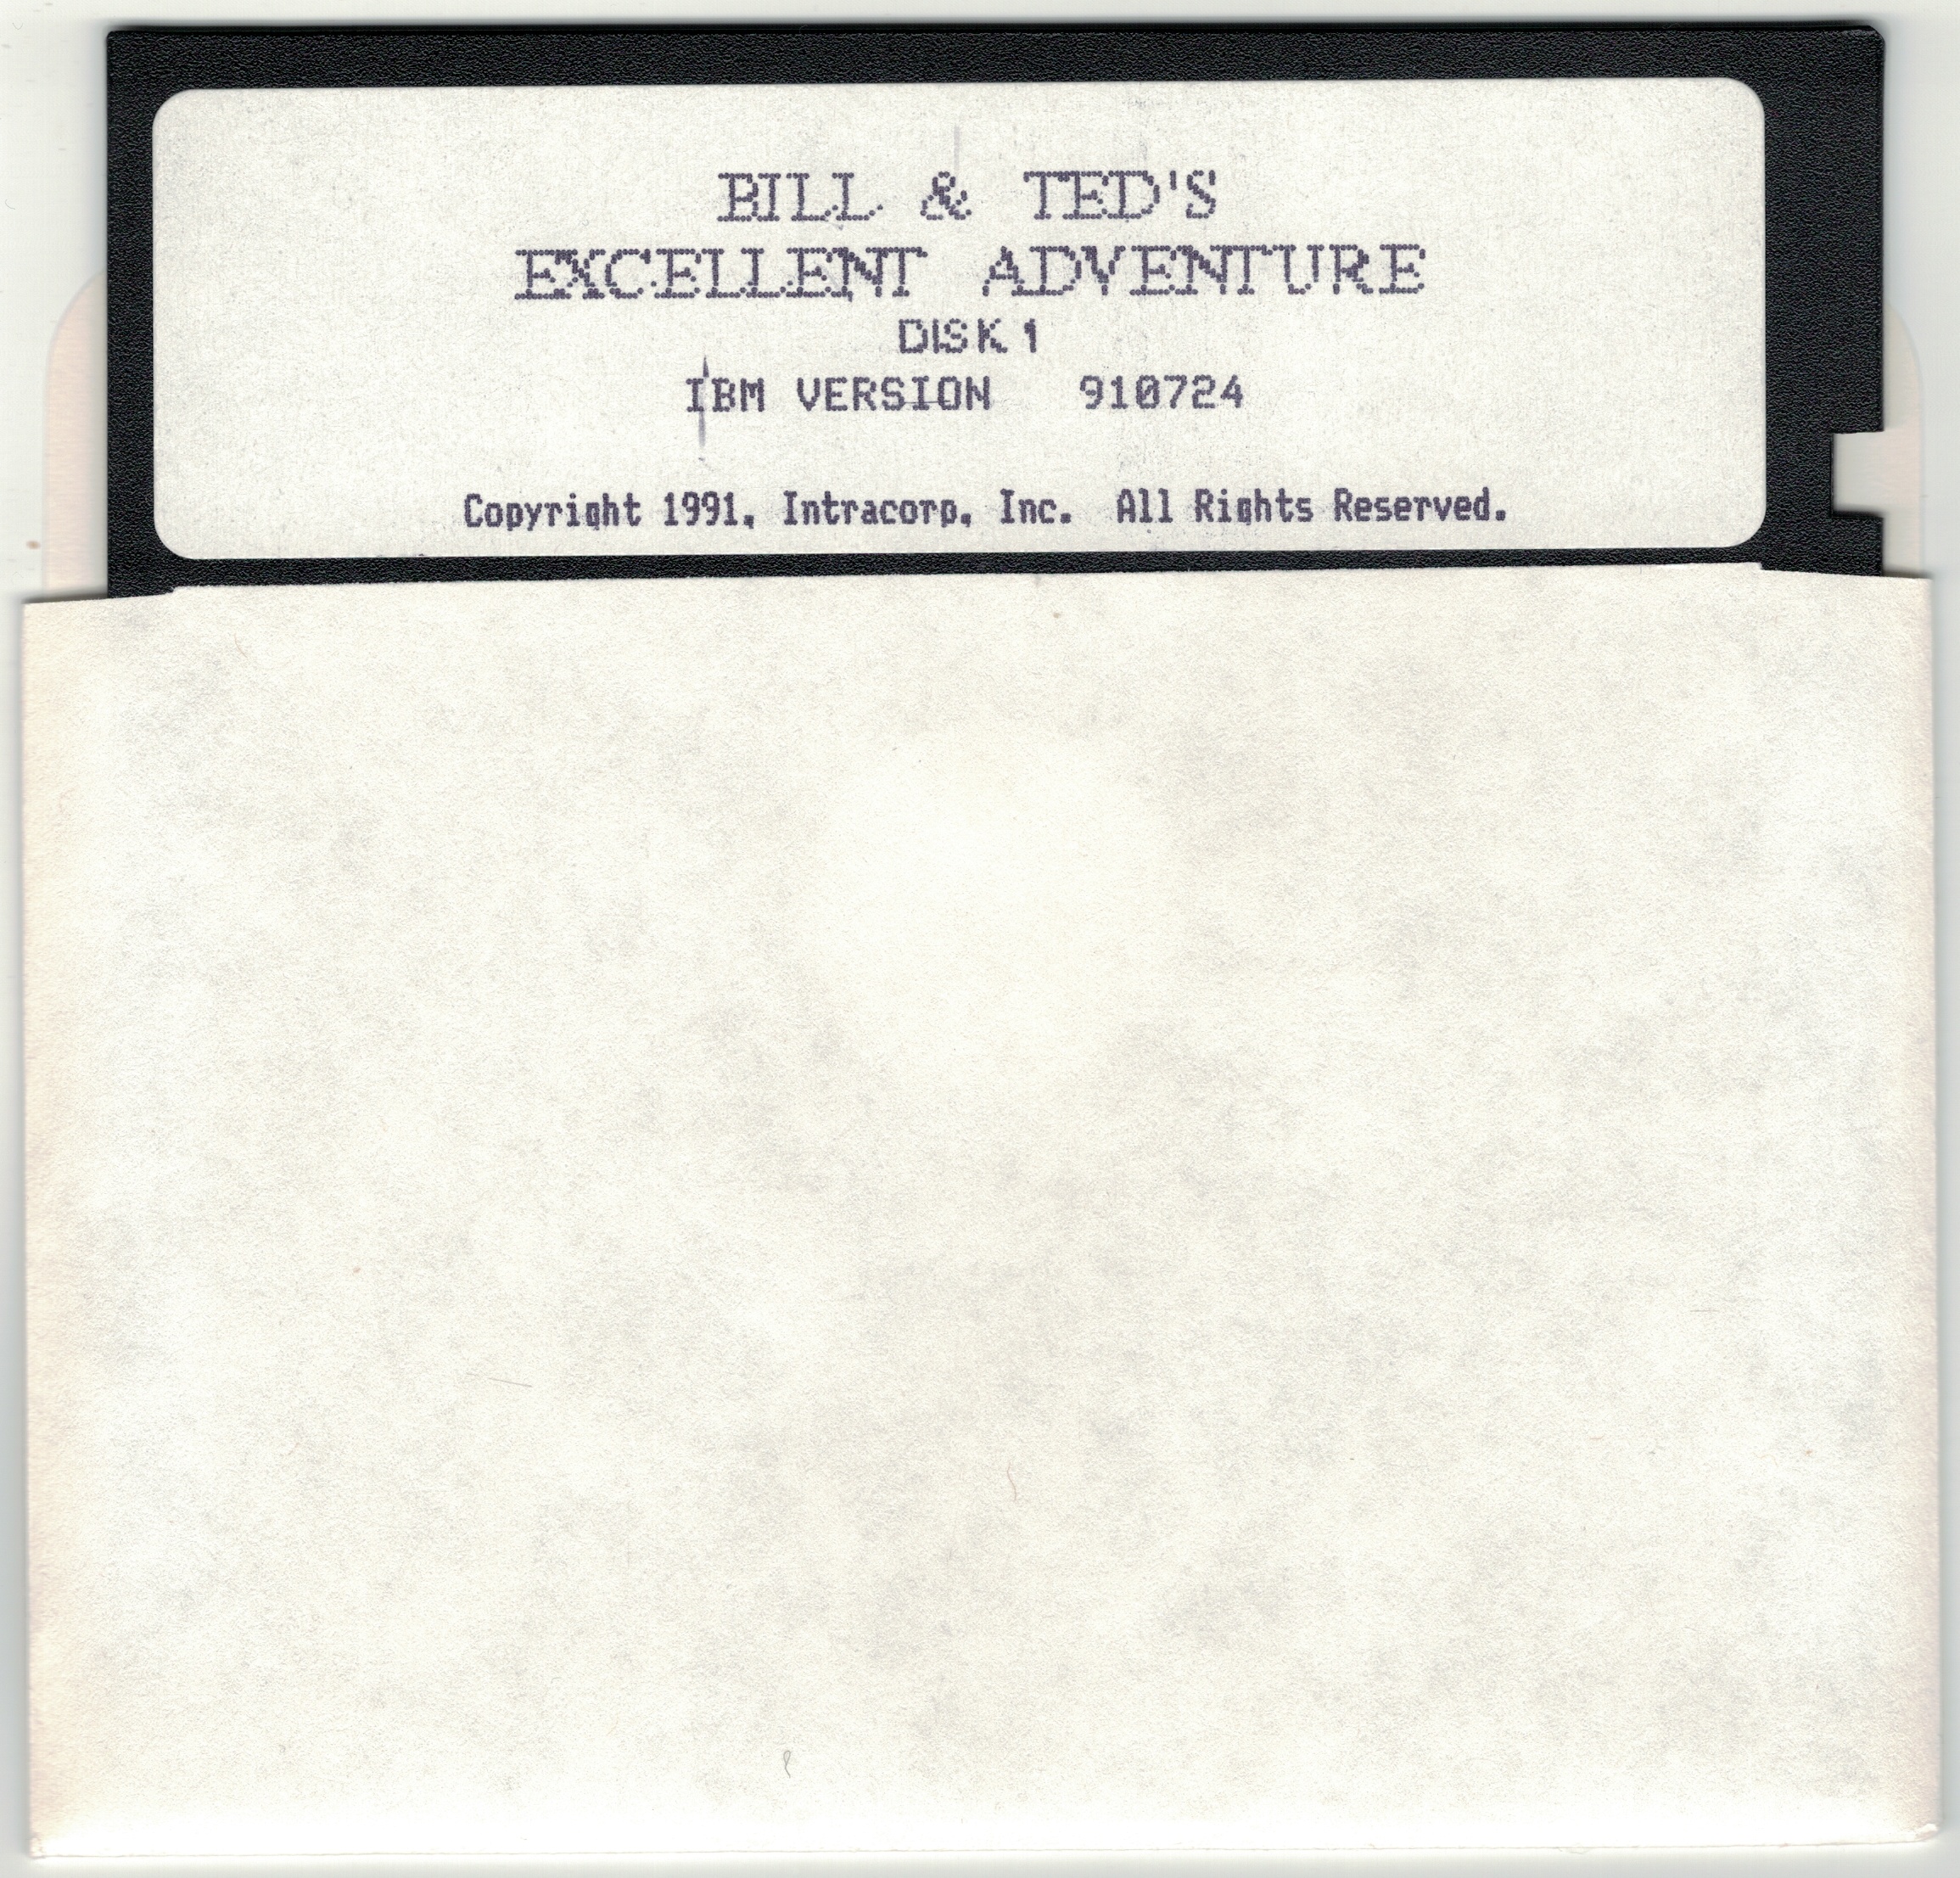 BILL & TED'S
EXCELLENT ADVENTURE
DISK 1
IBM VERSION 910724
Copyright 1991, Intracorp, Inc. All Rights Reserved.